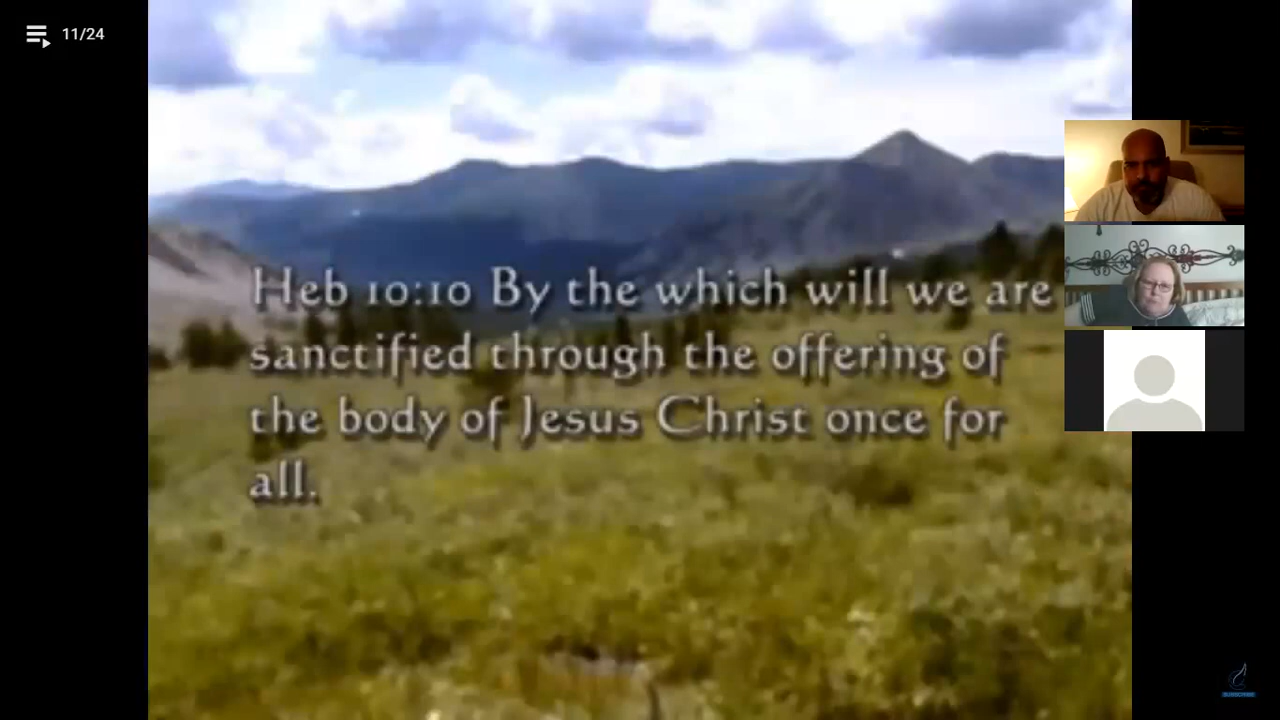 11/24
Heb 10:10 By the which will we are
sanctified through the offering of
the body of Jesus Christ once for
all.
SUBSCRIBE